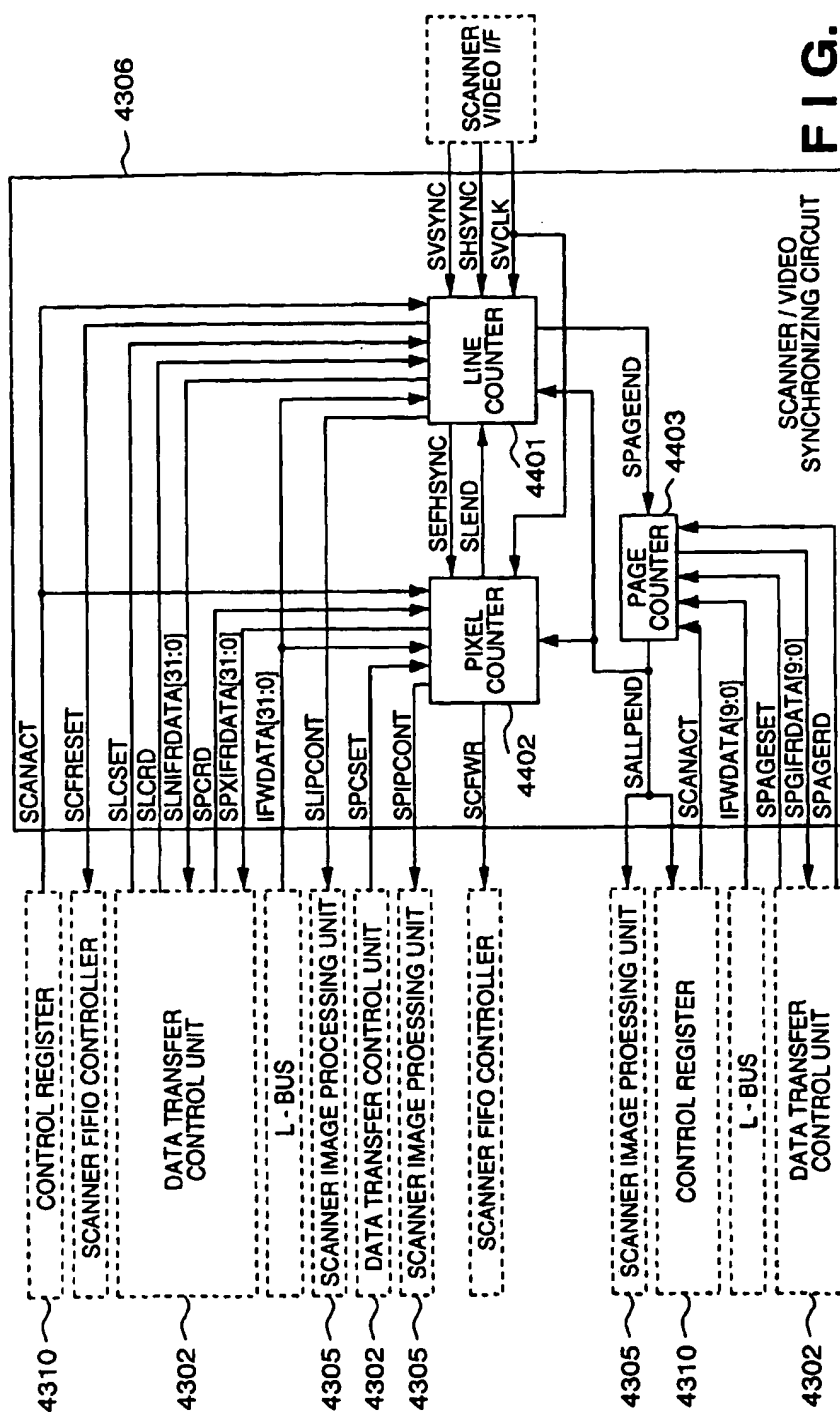 FIG.
4306
SCANNER
VIDEO I/F
SVSYNC
SHSYNC
SVCLK
SCANNER / VIDEO
SYNCHRONIZING CIRCUIT
LINE
COUNTER
4401
SPAGEEND
4403
SEFHSYNC
SLEND
PIXEL
COUNTER
4402
PAGE
COUNTER
SCANACT
SCFRESET
SLCSET
SLCRD
SLNIFRDATA[31:0]
SPCRD
SPXIFRDATA[31:0]
IFWDATA[31:0]
SLIPCONT
SPCSET
SPIPCONT
SCFWR
SALLPEND
SCANACT
IFWDATA[9:0]
SPAGESET
SPGIFRDATA[9:0]
SPAGERD
CONTROL REGISTER
SCANNER FIFIO CONTROLLER
DATA TRANSFER
CONTROL UNIT
L - BUS
SCANNER IMAGE PROCESSING UNIT
DATA TRANSFER CONTROL UNIT
SCANNER IMAGE PROESSING UNIT
SCANNER FIFO CONTROLLER
SCANNER IMAGE PROESSING UNIT
CONTROL REGISTER
L - BUS
DATA TRANSFER
CONTROL UNIT
4310
4302
4305
4302
4305
4305
4310
4302